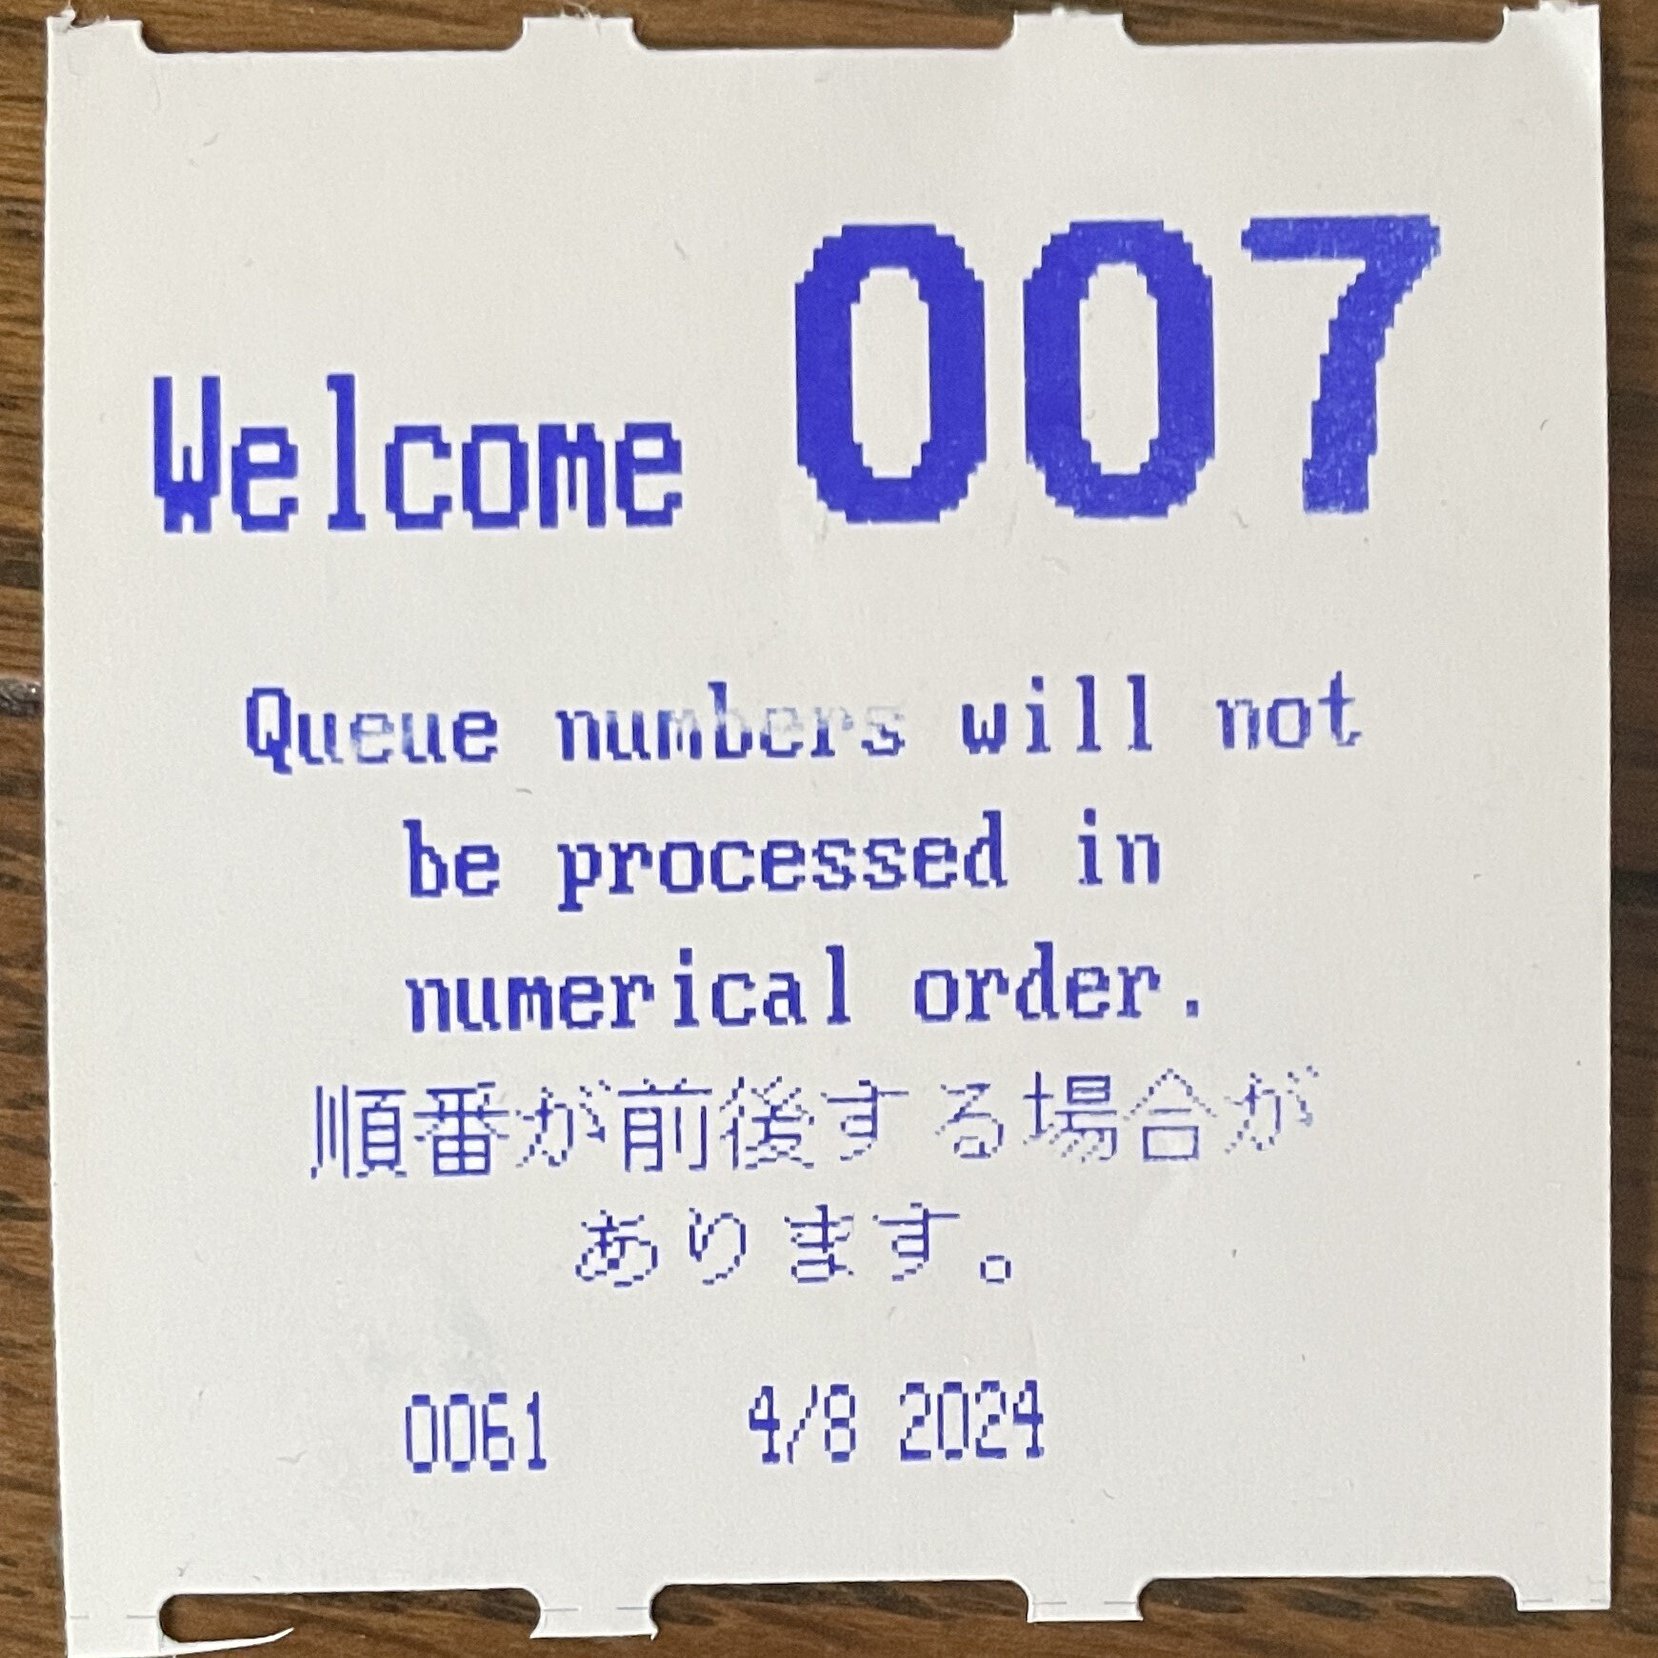 Welcome 007
Queue numbers will not
be processed in
numerical order.
順番が前後する場合が
あります。
0061 4/8 2024